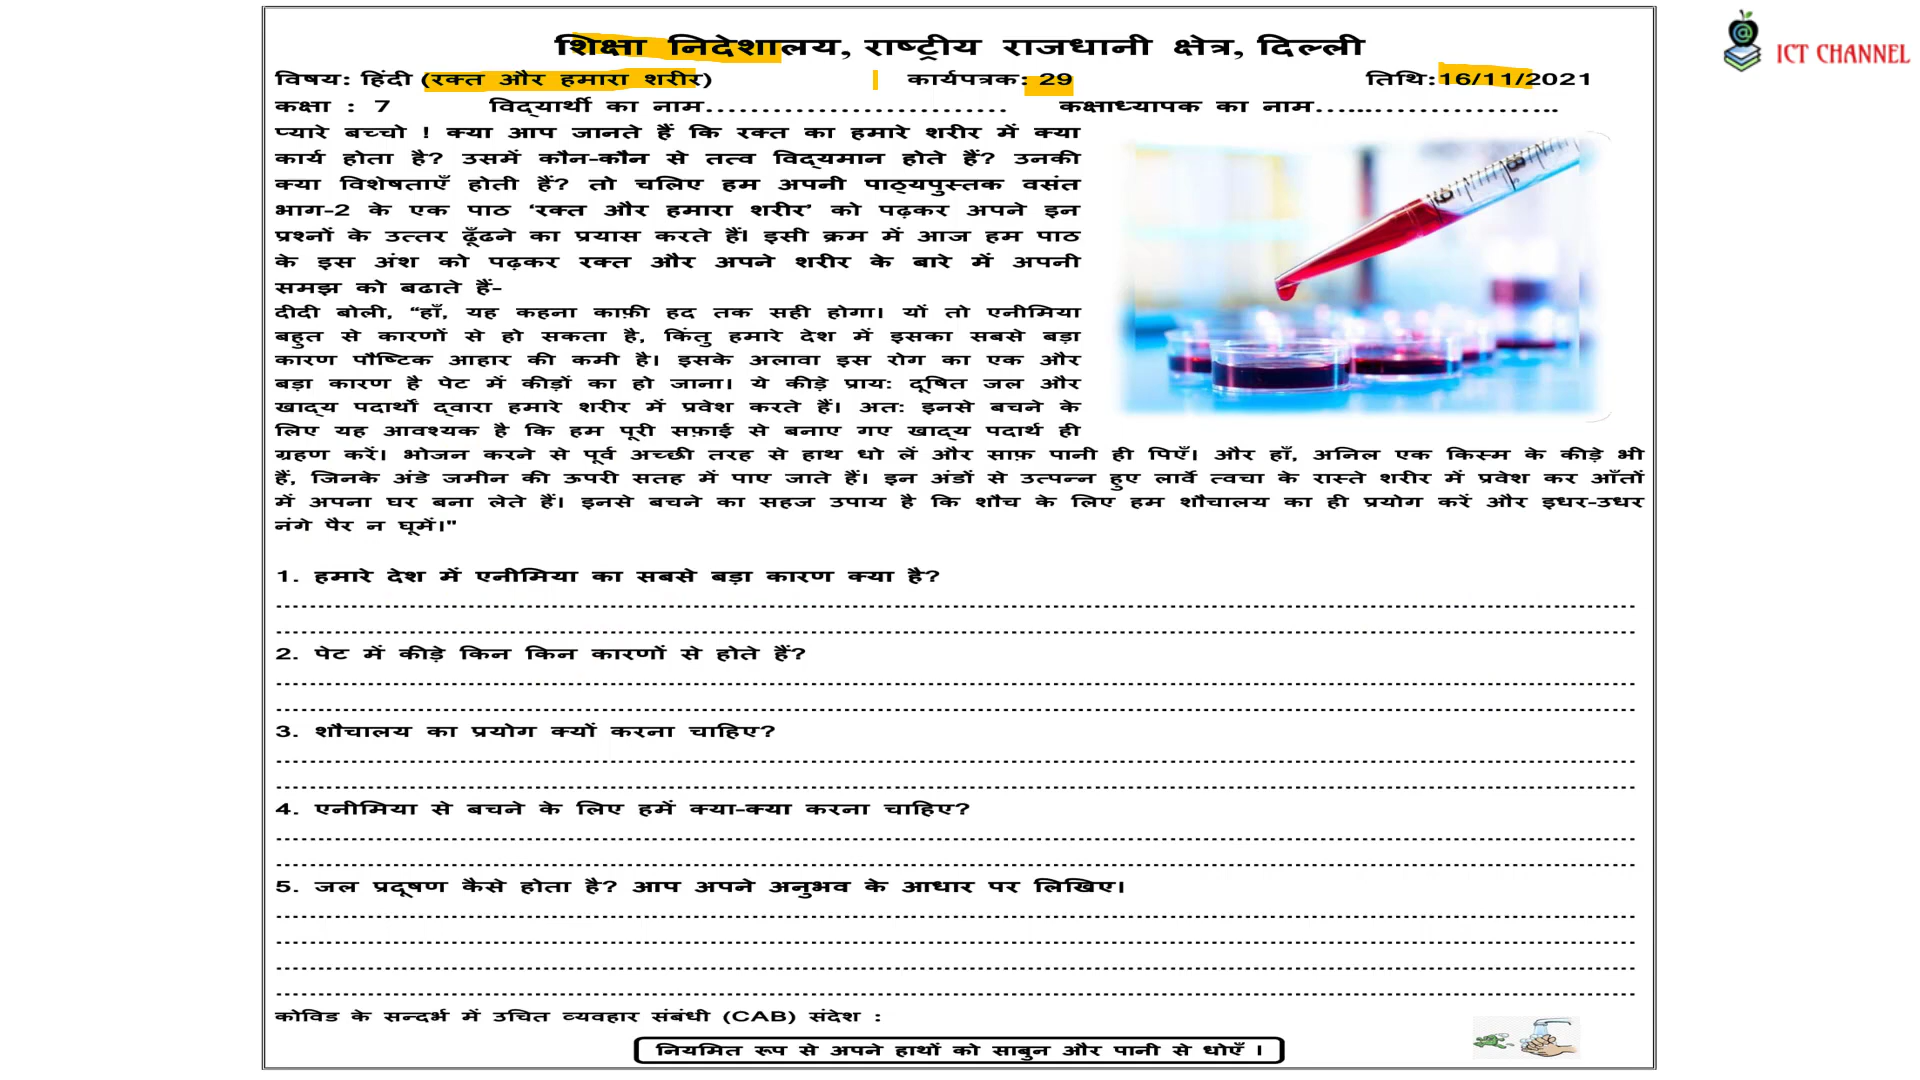 ICT CHANNEL
शिक्षा निदेशालय, राष्ट्रीय राजधानी क्षेत्र, दिल्ली
विषय: हिंदी (रक्त और हमारा शरीर) कार्यपत्रक: 29 तिथि:16/11/2021
कक्षा : 7 विद्यार्थी का नाम........................... कक्षाध्यापक का नाम.........................
प्यारे बच्चो ! क्या आप जानते हैं कि रक्त का हमारे शरीर में क्या
कार्य होता है? उसमें कौन-कौन से तत्व विद्यमान होते हैं? उनकी
क्या विशेषताएँ होती हैं? तो चलिए हम अपनी पाठ्यपुस्तक वसंत
भाग-2 के एक पाठ ‘रक्त और हमारा शरीर’ को पढ़कर अपने इन
प्रश्नों के उत्तर ढूँढने का प्रयास करते हैं। इसी क्रम में आज हम पाठ
के इस अंश को पढ़कर रक्त और अपने शरीर के बारे में अपनी
समझ को बढाते हैं-
दीदी बोली, “हाँ, यह कहना काफ़ी हद तक सही होगा। यों तो एनीमिया
बहुत से कारणों से हो सकता है, किंतु हमारे देश में इसका सबसे बड़ा
कारण पौष्टिक आहार की कमी है। इसके अलावा इस रोग का एक और
बड़ा कारण है पेट में कीड़ों का हो जाना। ये कीड़े प्राय: दूषित जल और
खाद्य पदार्थों द्वारा हमारे शरीर में प्रवेश करते हैं। अत: इनसे बचने के
लिए यह आवश्यक है कि हम पूरी सफ़ाई से बनाए गए खाद्य पदार्थ ही
ग्रहण करें। भोजन करने से पूर्व अच्छी तरह से हाथ धो लें और साफ़ पानी ही पिएँ। और हाँ, अनिल एक किस्म के कीड़े भी
हैं, जिनके अंडे जमीन की ऊपरी सतह में पाए जाते हैं। इन अंडों से उत्पन्न हुए लार्वे त्वचा के रास्ते शरीर में प्रवेश कर आँतों
में अपना घर बना लेते हैं। इनसे बचने का सहज उपाय है कि शौच के लिए हम शौचालय का ही प्रयोग करें और इधर-उधर
नंगे पैर न घूमें।"
1. हमारे देश में एनीमिया का सबसे बड़ा कारण क्या है?
2. पेट में कीड़े किन किन कारणों से होते हैं?
3. शौचालय का प्रयोग क्यों करना चाहिए?
4. एनीमिया से बचने के लिए हमें क्या-क्या करना चाहिए?
5. जल प्रदूषण कैसे होता है? आप अपने अनुभव के आधार पर लिखिए।
कोविड के सन्दर्भ में उचित व्यवहार संबंधी (CAB) संदेश :
नियमित रूप से अपने हाथों को साबुन और पानी से धोएँ ।